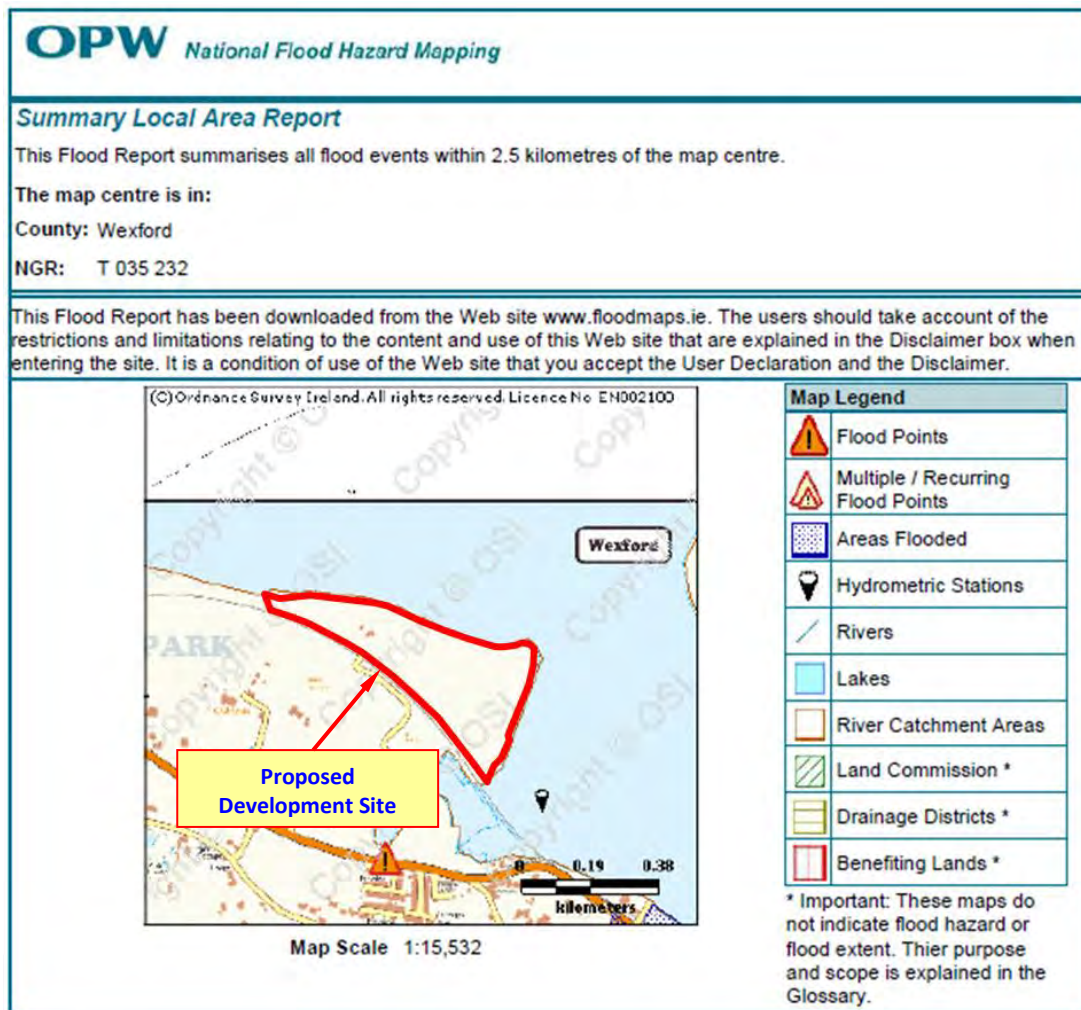 OPW National Flood Hazard Mapping
Summary Local Area Report
This Flood Report summarises all flood events within 2.5 kilometres of the map centre.
The map centre is in:
County: Wexford
NGR: T 035 232
This Flood Report has been downloaded from the Web site www.floodmaps.ie. The users should take account of the
restrictions and limitations relating to the content and use of this Web site that are explained in the Disclaimer box when
entering the site. It is a condition of use of the Web site that you accept the User Declaration and the Disclaimer.
(C) Ordnance Survey Ireland. All rights reserved. Licence No EN002100
Wexford
PARK
Proposed
Development Site
0 0.19 0.38
kilometers
Map Scale 1:15,532
Map Legend
Flood Points
Multiple / Recurring
Flood Points
Areas Flooded
Hydrometric Stations
Rivers
Lakes
River Catchment Areas
Land Commission *
Drainage Districts *
Benefiting Lands *
* Important: These maps do
not indicate flood hazard or
flood extent. Thier purpose
and scope is explained in the
Glossary.
Copyright © OSI
Copyright © OSI
Copyright © OSI